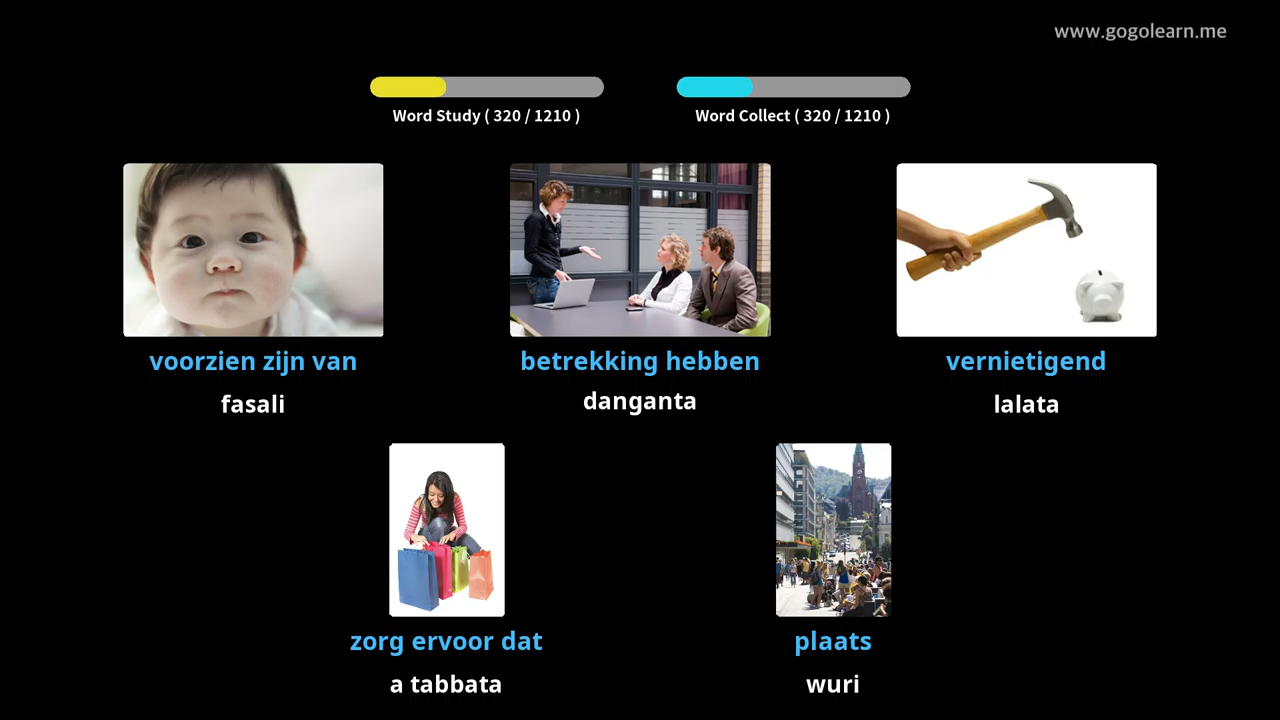 www.gogolearn.me
Word Study ( 320 / 1210 )
Word Collect ( 320 / 1210 )
voorzien zijn van
fasali
betrekking hebben
danganta
vernietigend
lalata
zorg ervoor dat
a tabbata
plaats
wuri